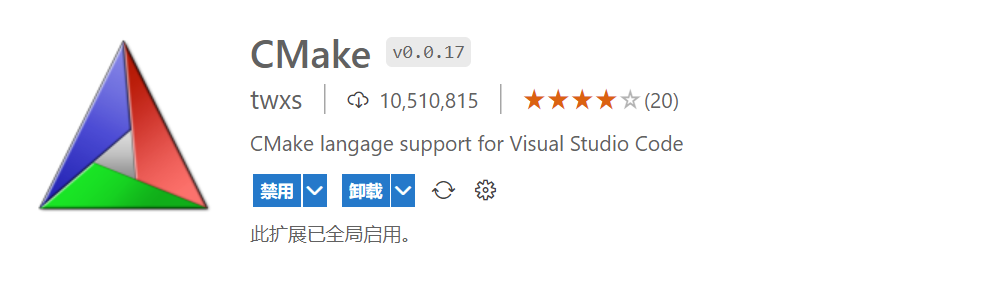 CMake v0.0.17
twxs 10,510,815 (20)
CMake langage support for Visual Studio Code
禁用 卸载
此扩展已全局启用。